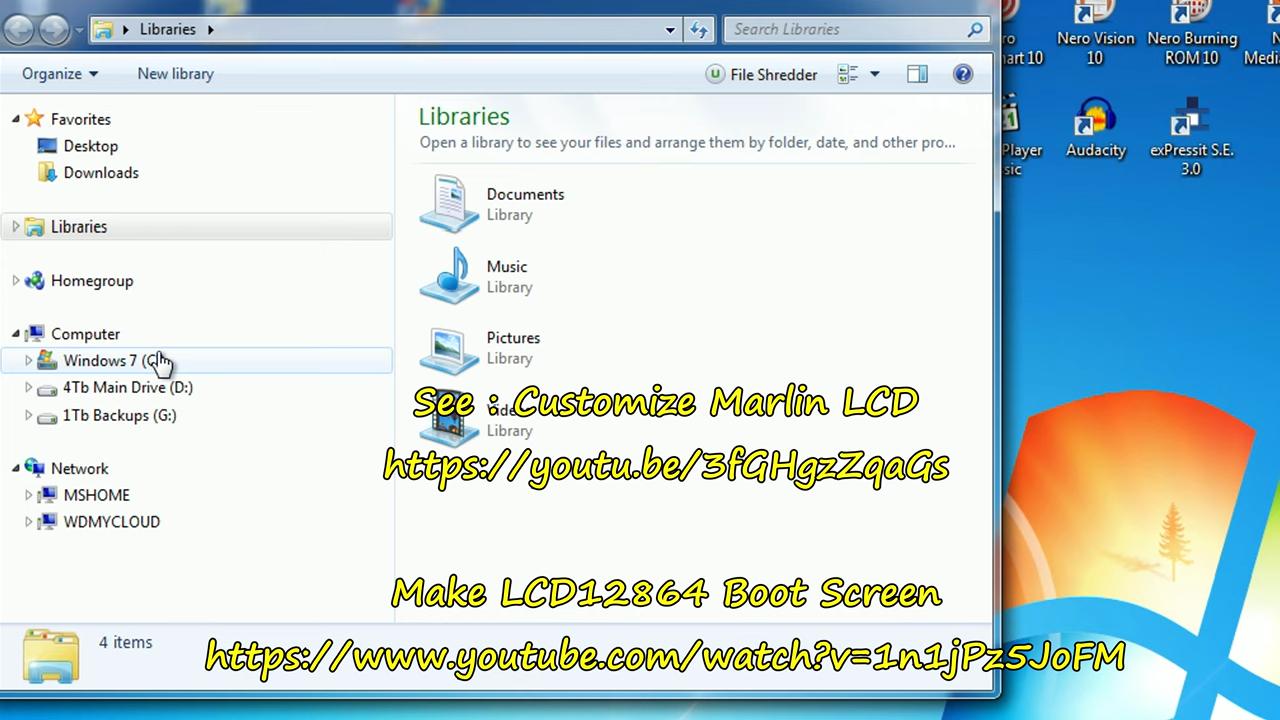 Libraries
Search Libraries
Organize
New library
File Shredder
Favorites
Desktop
Downloads
Libraries
Homegroup
Computer
Windows 7 (C
4Tb Main Drive (D:)
1Tb Backups (G:)
Network
MSHOME
WDMYCLOUD
Libraries
Open a library to see your files and arrange them by folder, date, and other pro...
Documents
Library
Music
Library
Pictures
Library
Library
See : Customize Marlin LCD
https://youtu.be/3fGHgzZqaGs
Make LCD12864 Boot Screen
https://www.youtube.com/watch?v=1n1jPz5JoFM
4 items
Nero Vision
10
Nero Burning
ROM 10
Audacity
exPressit S.E.
3.0